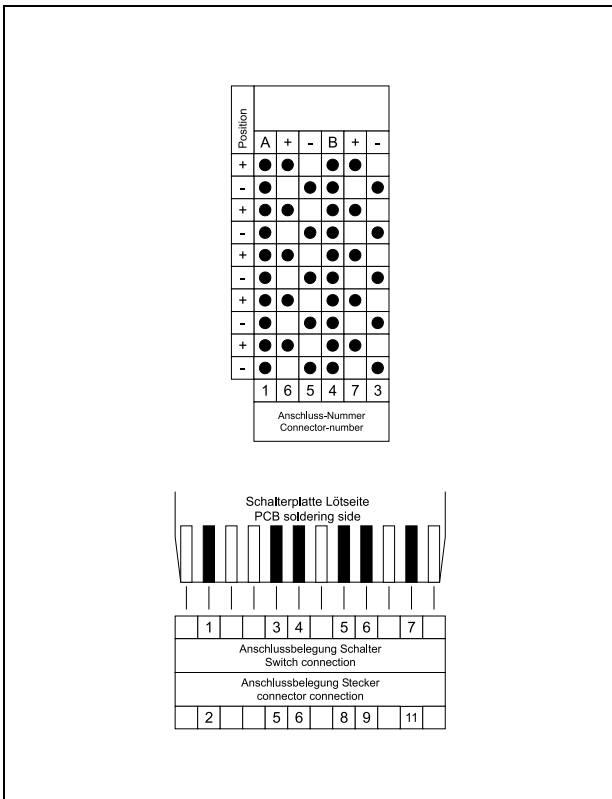 Position
A + - B + -
+ ● ● ● ●
- ● ● ● ●
+ ● ● ● ●
- ● ● ● ●
+ ● ● ● ●
- ● ● ● ●
+ ● ● ● ●
- ● ● ● ●
+ ● ● ● ●
- ● ● ● ●
1 6 5 4 7 3
Anschluss-Nummer
Connector-number
Schalterplatte Lötseite
PCB soldering side
1 3 4 5 6 7
Anschlussbelegung Schalter
Switch connection
Anschlussbelegung Stecker
connector connection
2 5 6 8 9 11